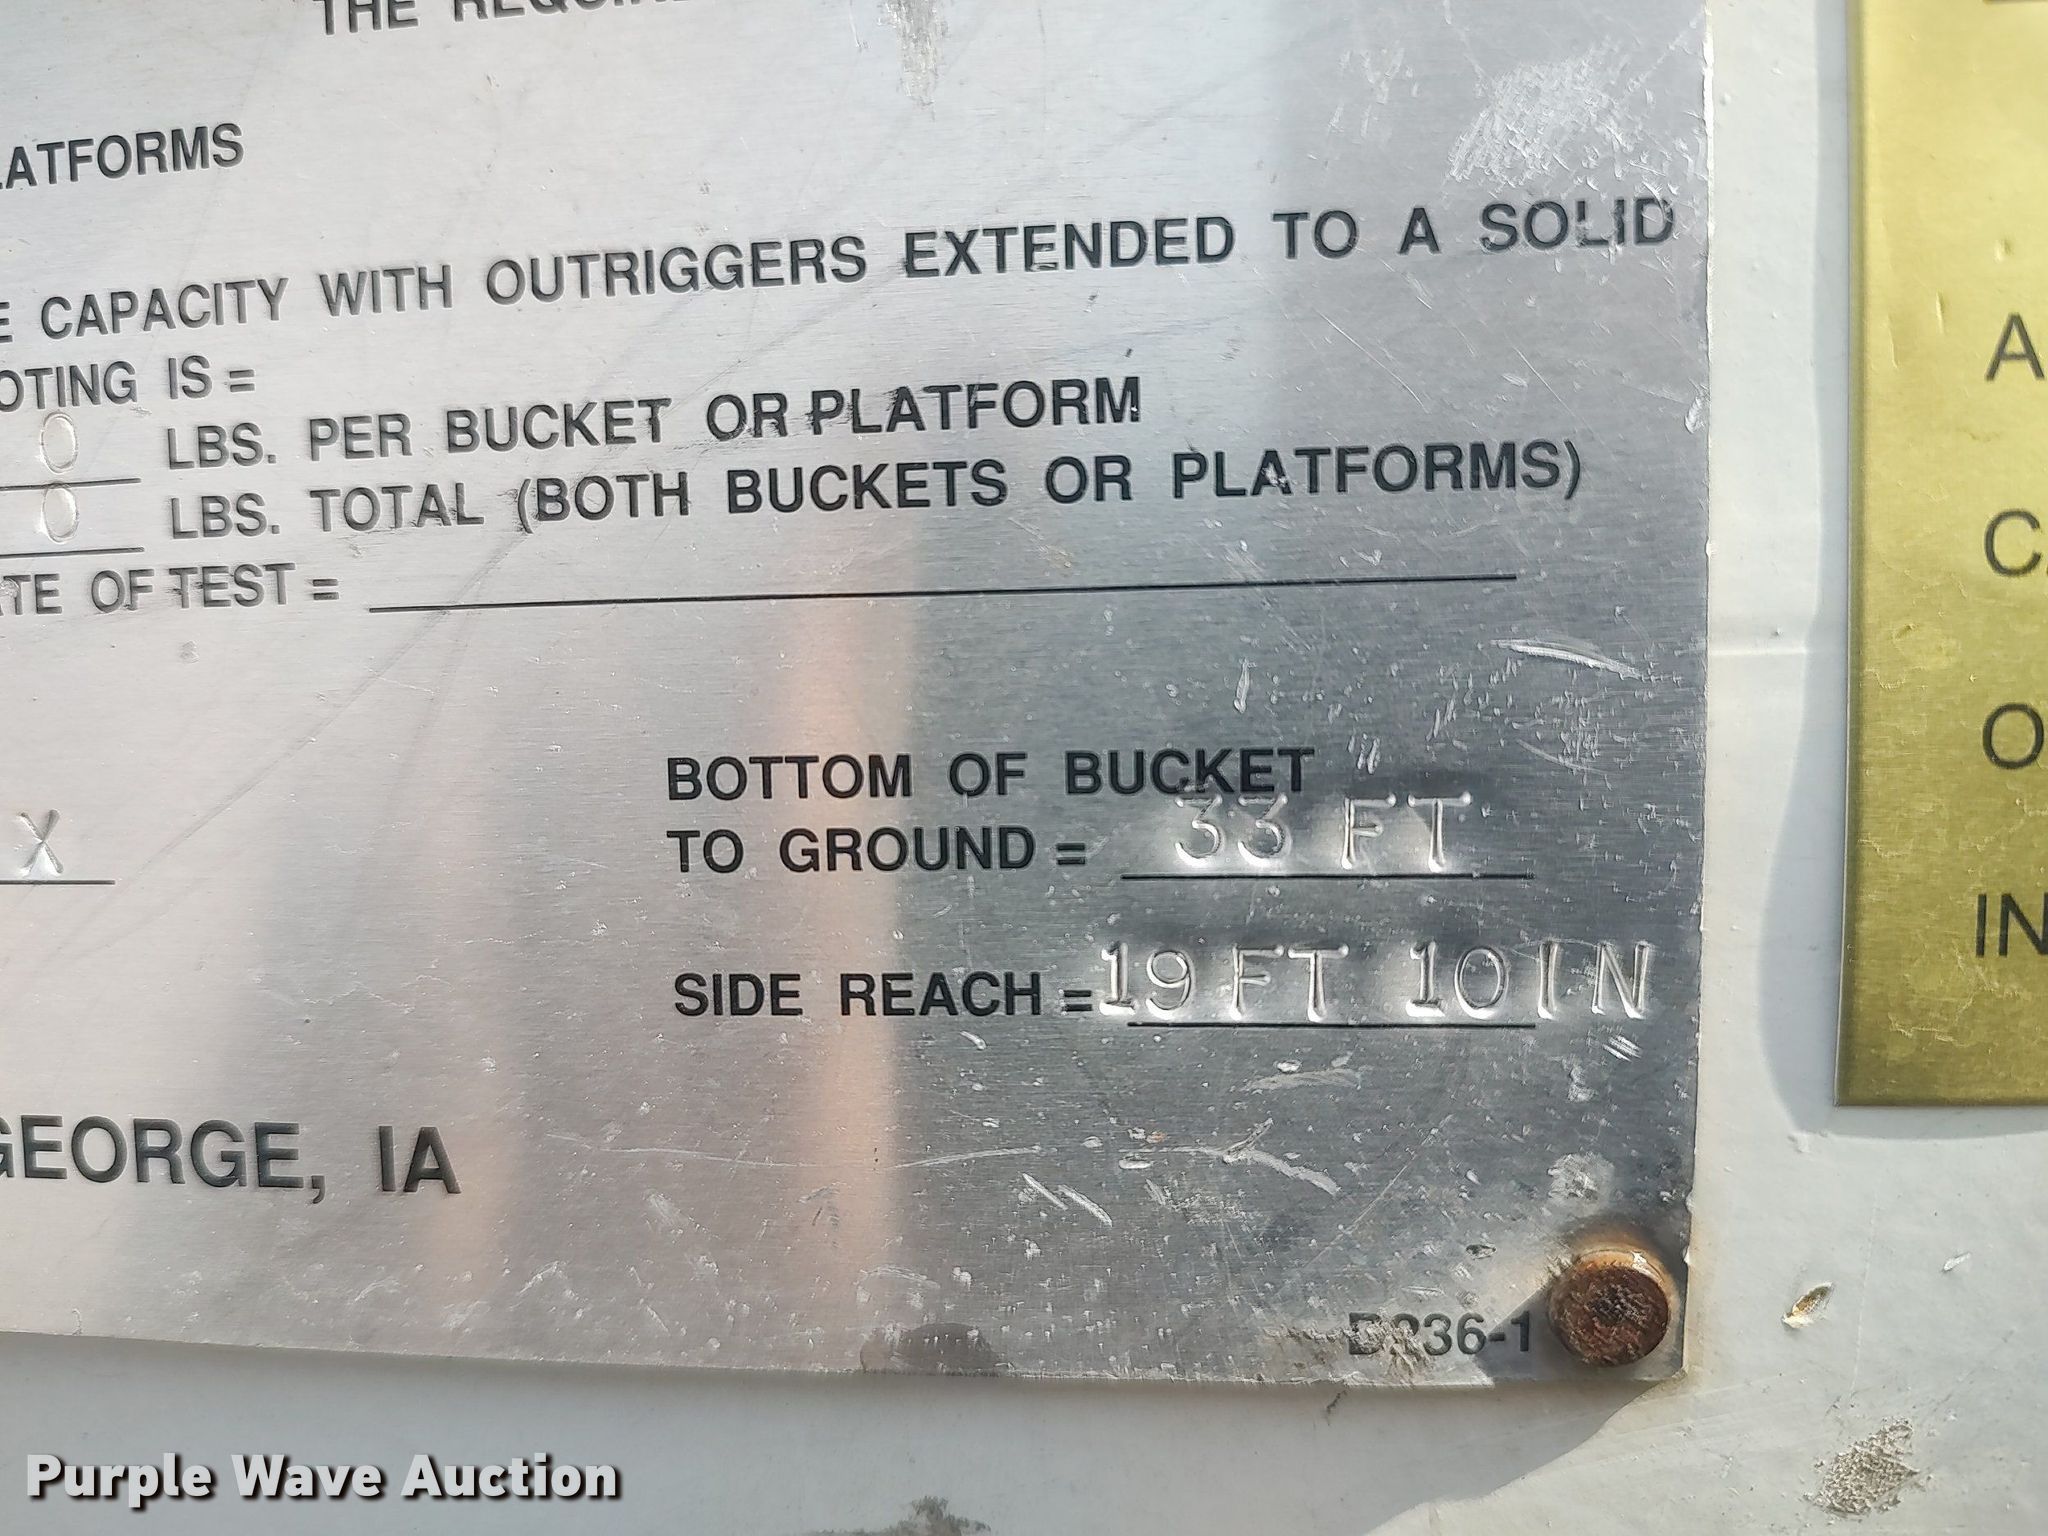 THE
ATFORMS
E CAPACITY WITH OUTRIGGERS EXTENDED TO A SOLID
OTING IS =
0 LBS. PER BUCKET OR PLATFORM
0 LBS. TOTAL (BOTH BUCKETS OR PLATFORMS)
ATE OF TEST =
BOTTOM OF BUCKET
X TO GROUND = 33 FT
SIDE REACH = 19 FT 10 IN
GEORGE, IA
A
C
O
IN
Purple Wave Auction